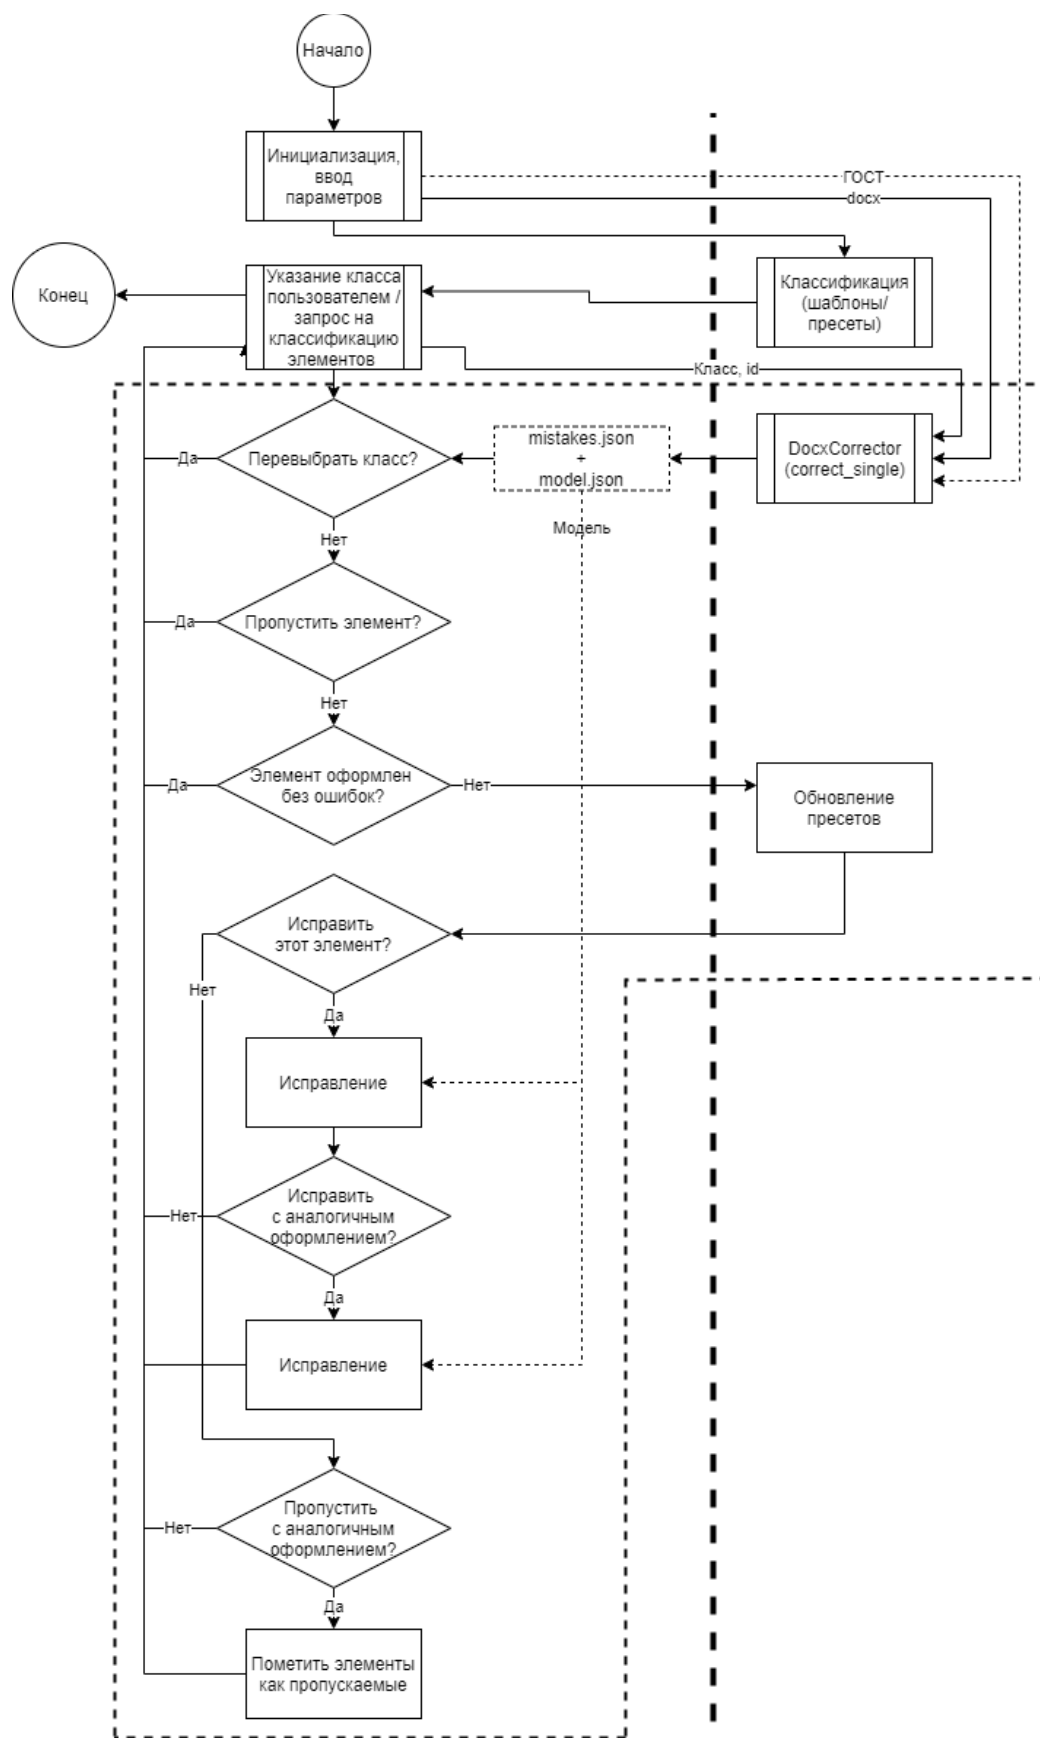 Начало
Инициализация,
ввод
параметров
ГОСТ
docx
Конец
Указание класса
пользователем /
запрос на
классификацию
элементов
Классификация
(шаблоны/
пресеты)
Класс, id
Да
Перевыбрать класс?
mistakes.json
+
model.json
DocxCorrector
(correct_single)
Модель
Нет
Да
Пропустить элемент?
Нет
Да
Элемент оформлен
без ошибок?
Нет
Обновление
пресетов
Исправить
этот элемент?
Нет
Да
Исправление
Нет
Исправить
с аналогичным
оформлением?
Да
Исправление
Нет
Пропустить
с аналогичным
оформлением?
Да
Пометить элементы
как пропускаемые